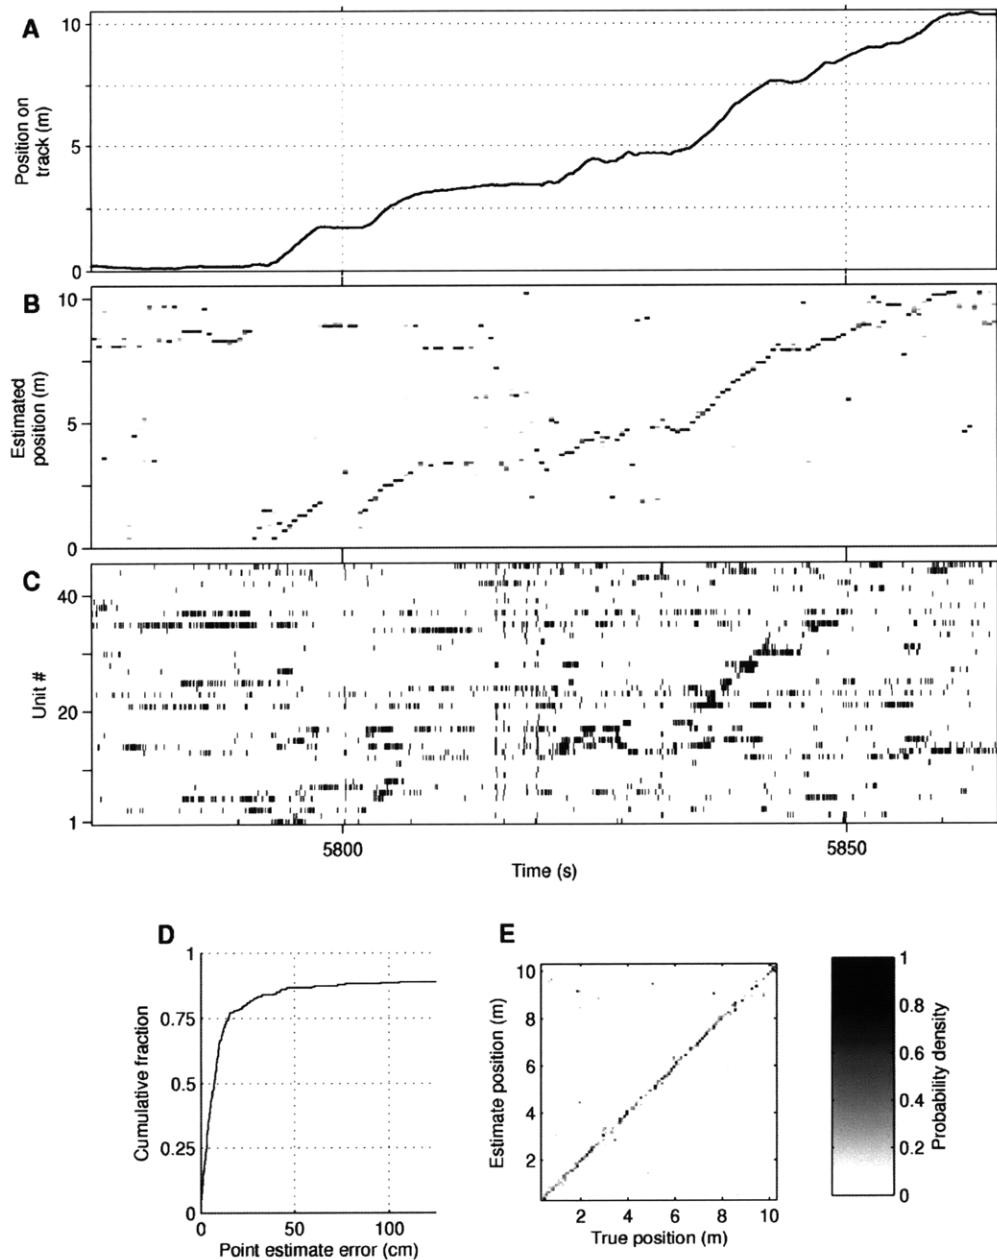 A
10
5
0
Position on
track (m)
B
10
5
0
Estimated
position (m)
C
40
20
1
Unit #
5800
5850
Time (s)
D
1
0.75
0.5
0.25
0
Cumulative fraction
0
50
100
Point estimate error (cm)
E
10
8
6
4
2
Estimate position (m)
2
4
6
8
10
True position (m)
1
0.8
0.6
0.4
0.2
0
Probability density